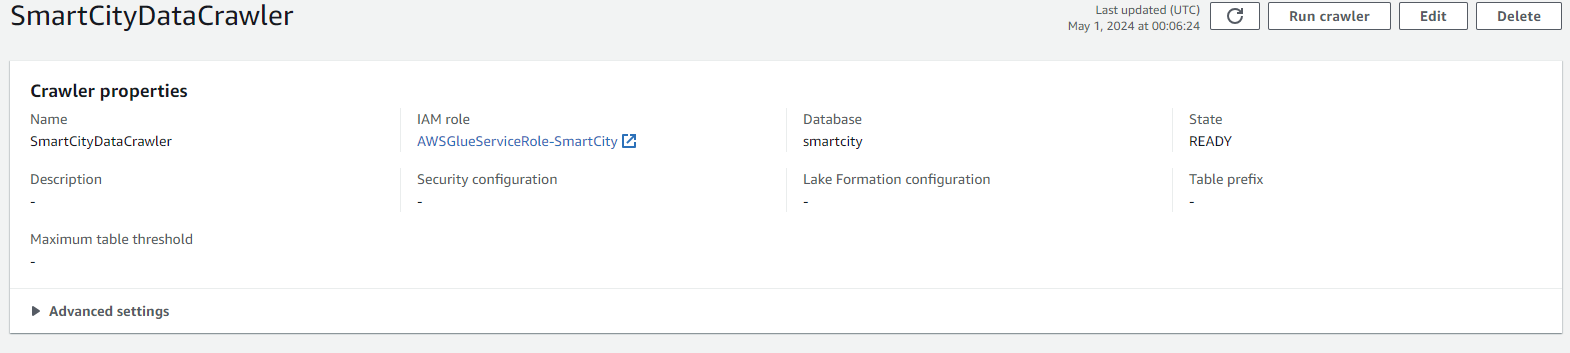 SmartCityDataCrawler
Last updated (UTC)
May 1, 2024 at 00:06:24
Run crawler
Edit
Delete
Crawler properties
Name
SmartCityDataCrawler
IAM role
AWSGlueServiceRole-SmartCity
Database
smartcity
State
READY
Description
-
Security configuration
-
Lake Formation configuration
-
Table prefix
-
Maximum table threshold
-
Advanced settings